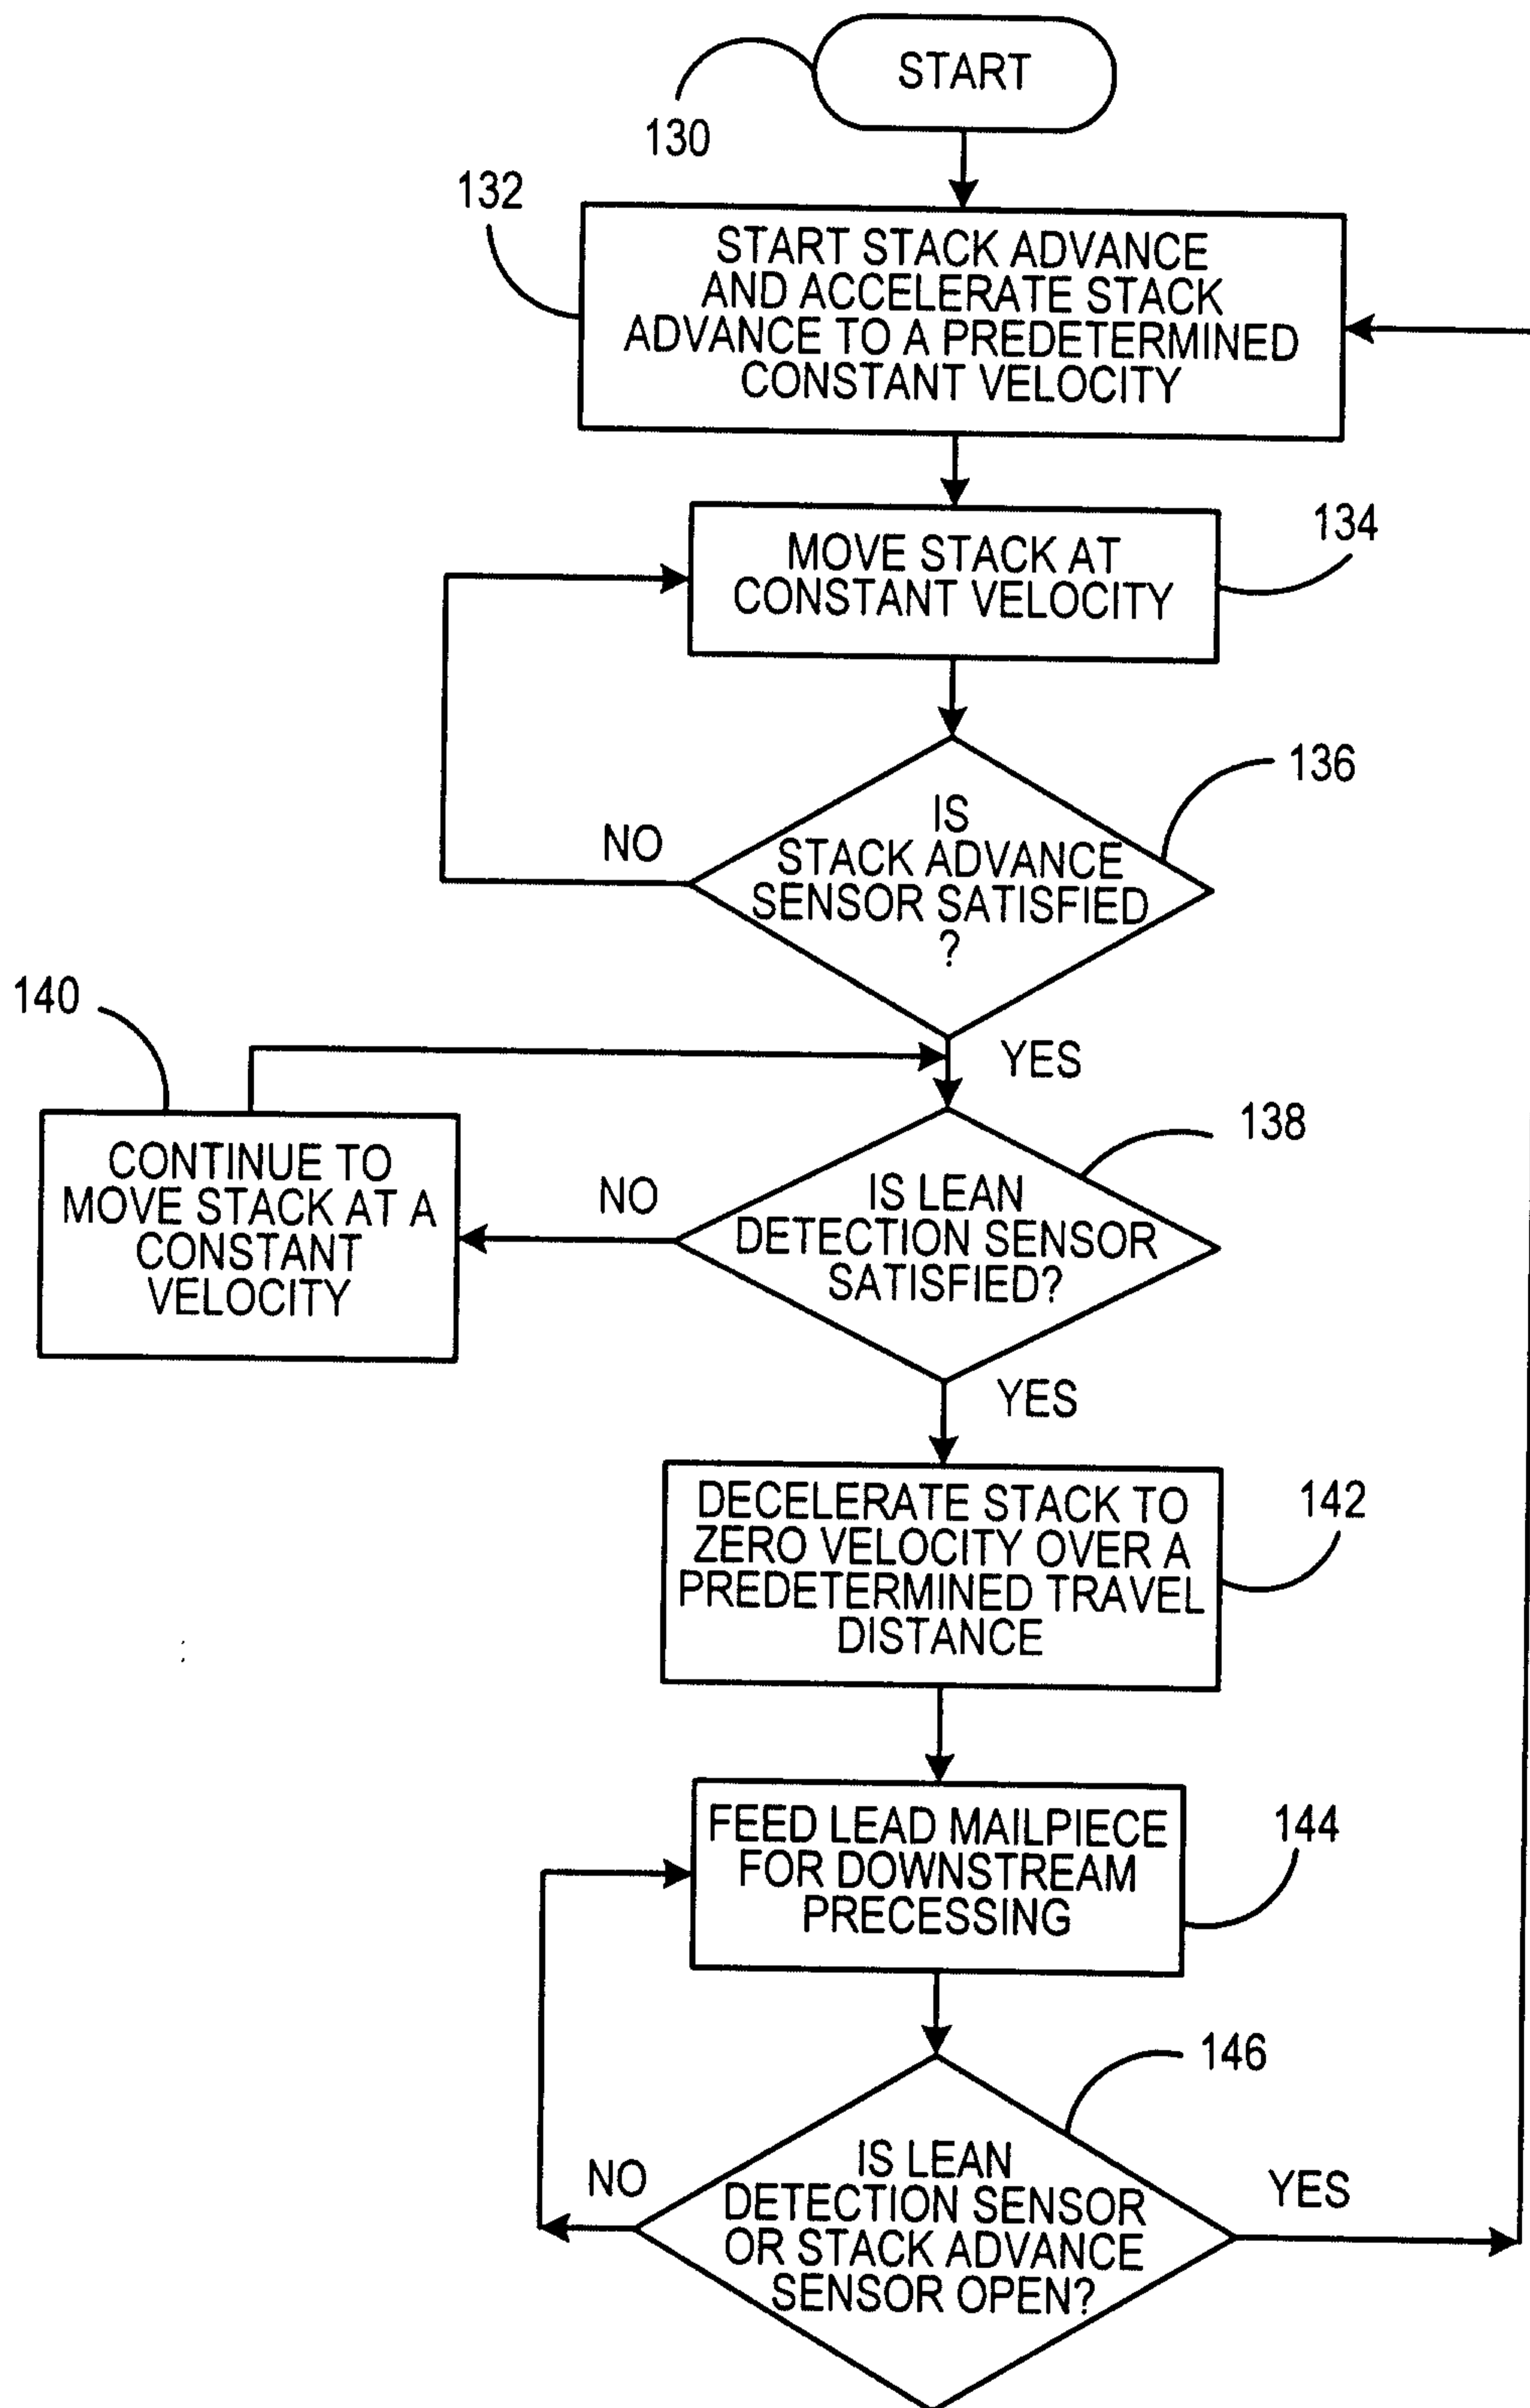 START
130
132
START STACK ADVANCE
AND ACCELERATE STACK
ADVANCE TO A PREDETERMINED
CONSTANT VELOCITY
134
MOVE STACK AT
CONSTANT VELOCITY
136
IS
STACK ADVANCE
SENSOR SATISFIED
?
NO
YES
140
CONTINUE TO
MOVE STACK AT A
CONSTANT
VELOCITY
138
NO
IS LEAN
DETECTION SENSOR
SATISFIED?
YES
142
DECELERATE STACK TO
ZERO VELOCITY OVER A
PREDETERMINED TRAVEL
DISTANCE
144
FEED LEAD MAILPIECE
FOR DOWNSTREAM
PRECESSING
146
NO
IS LEAN
DETECTION SENSOR
OR STACK ADVANCE
SENSOR OPEN?
YES